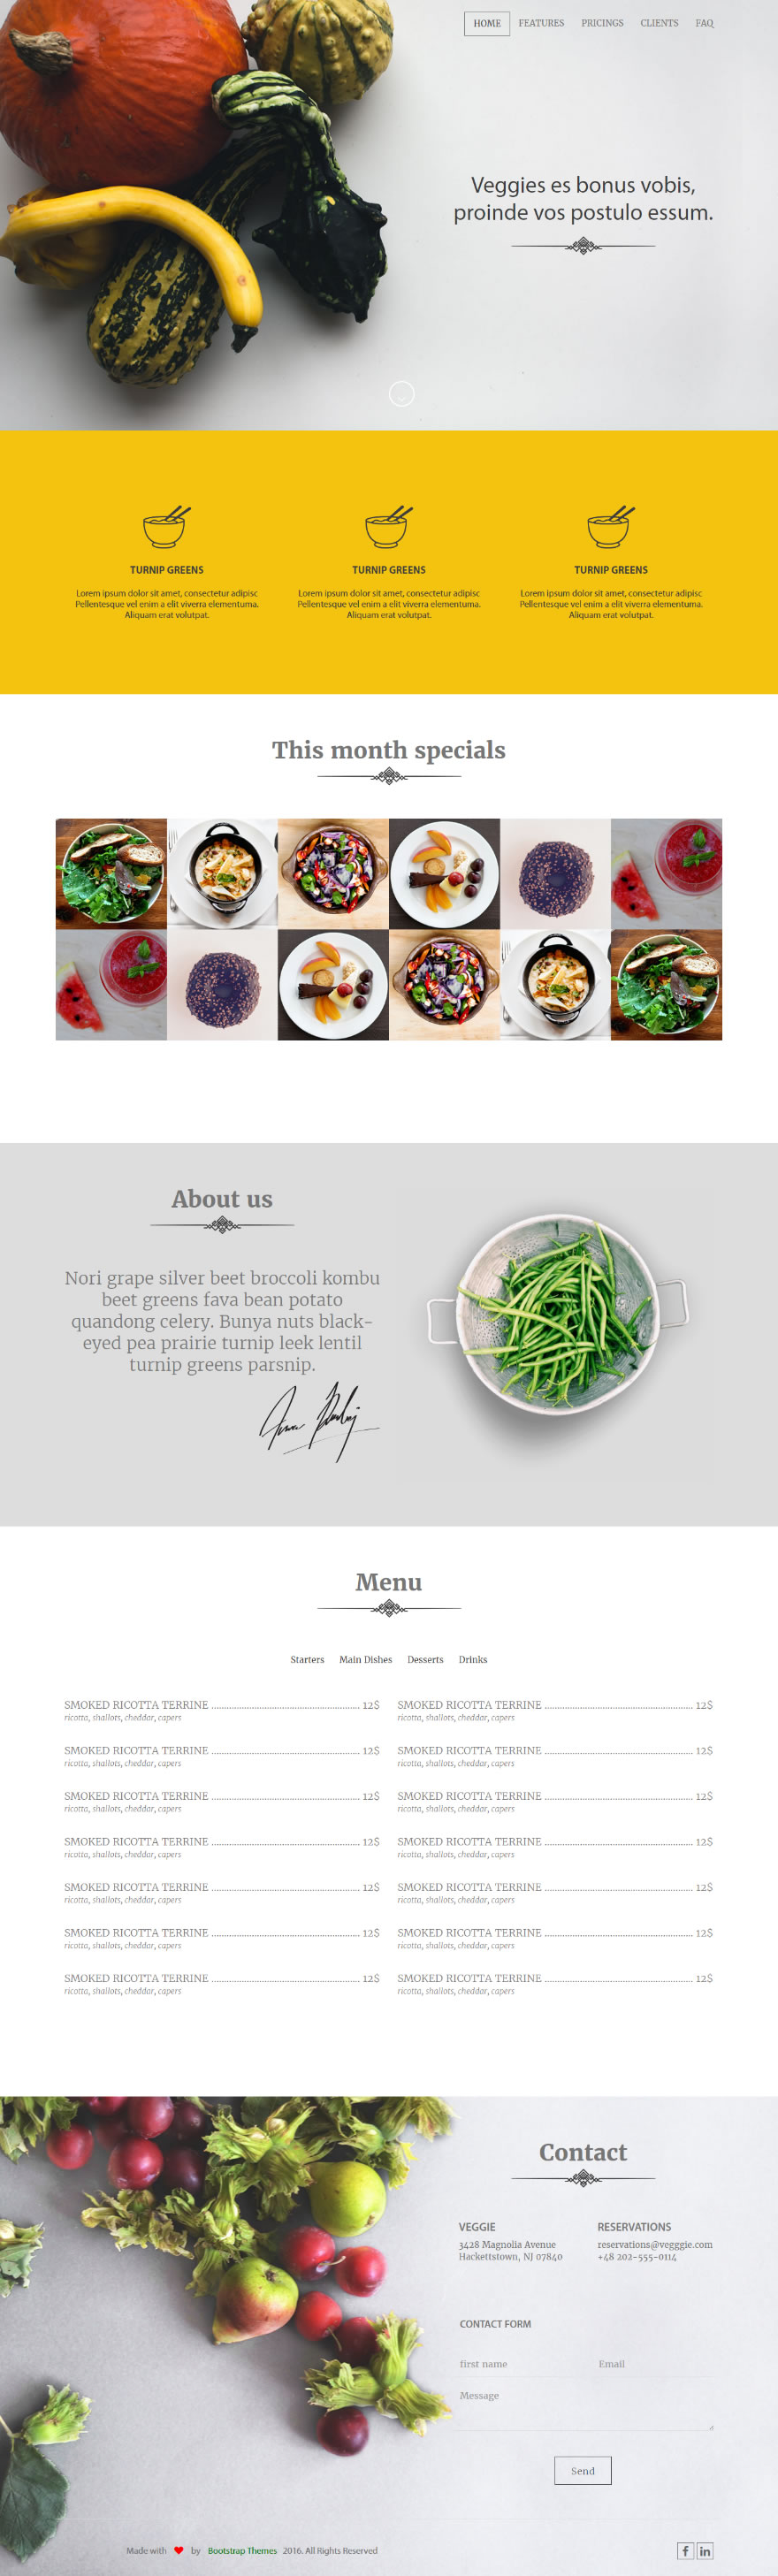 HOME FEATURES PRICINGS CLIENTS FAQ
Veggies es bonus vobis,
proinde vos postulo essum.
TURNIP GREENS
Lorem ipsum dolor sit amet, consectetur adipisc
Pellentesque vel enim a elit viverra elementuma.
Aliquam erat volutpat.
TURNIP GREENS
Lorem ipsum dolor sit amet, consectetur adipisc
Pellentesque vel enim a elit viverra elementuma.
Aliquam erat volutpat.
TURNIP GREENS
Lorem ipsum dolor sit amet, consectetur adipisc
Pellentesque vel enim a elit viverra elementuma.
Aliquam erat volutpat.
This month specials
About us
Nori grape silver beet broccoli kombu
beet greens fava bean potato
quandong celery. Bunya nuts black-
eyed pea prairie turnip leek lentil
turnip greens parsnip.
Menu
Starters Main Dishes Desserts Drinks
SMOKED RICOTTA TERRINE 12$
ricotta, shallots, cheddar, capers
SMOKED RICOTTA TERRINE 12$
ricotta, shallots, cheddar, capers
SMOKED RICOTTA TERRINE 12$
ricotta, shallots, cheddar, capers
SMOKED RICOTTA TERRINE 12$
ricotta, shallots, cheddar, capers
SMOKED RICOTTA TERRINE 12$
ricotta, shallots, cheddar, capers
SMOKED RICOTTA TERRINE 12$
ricotta, shallots, cheddar, capers
SMOKED RICOTTA TERRINE 12$
ricotta, shallots, cheddar, capers
SMOKED RICOTTA TERRINE 12$
ricotta, shallots, cheddar, capers
SMOKED RICOTTA TERRINE 12$
ricotta, shallots, cheddar, capers
SMOKED RICOTTA TERRINE 12$
ricotta, shallots, cheddar, capers
SMOKED RICOTTA TERRINE 12$
ricotta, shallots, cheddar, capers
SMOKED RICOTTA TERRINE 12$
ricotta, shallots, cheddar, capers
SMOKED RICOTTA TERRINE 12$
ricotta, shallots, cheddar, capers
SMOKED RICOTTA TERRINE 12$
ricotta, shallots, cheddar, capers
Contact
VEGGIE
3428 Magnolia Avenue
Hackettstown, NJ 07840
RESERVATIONS
reservations@vegggie.com
+48 202-555-0114
CONTACT FORM
first name Email
Message
Send
Made with by Bootstrap Themes 2016. All Rights Reserved
f in